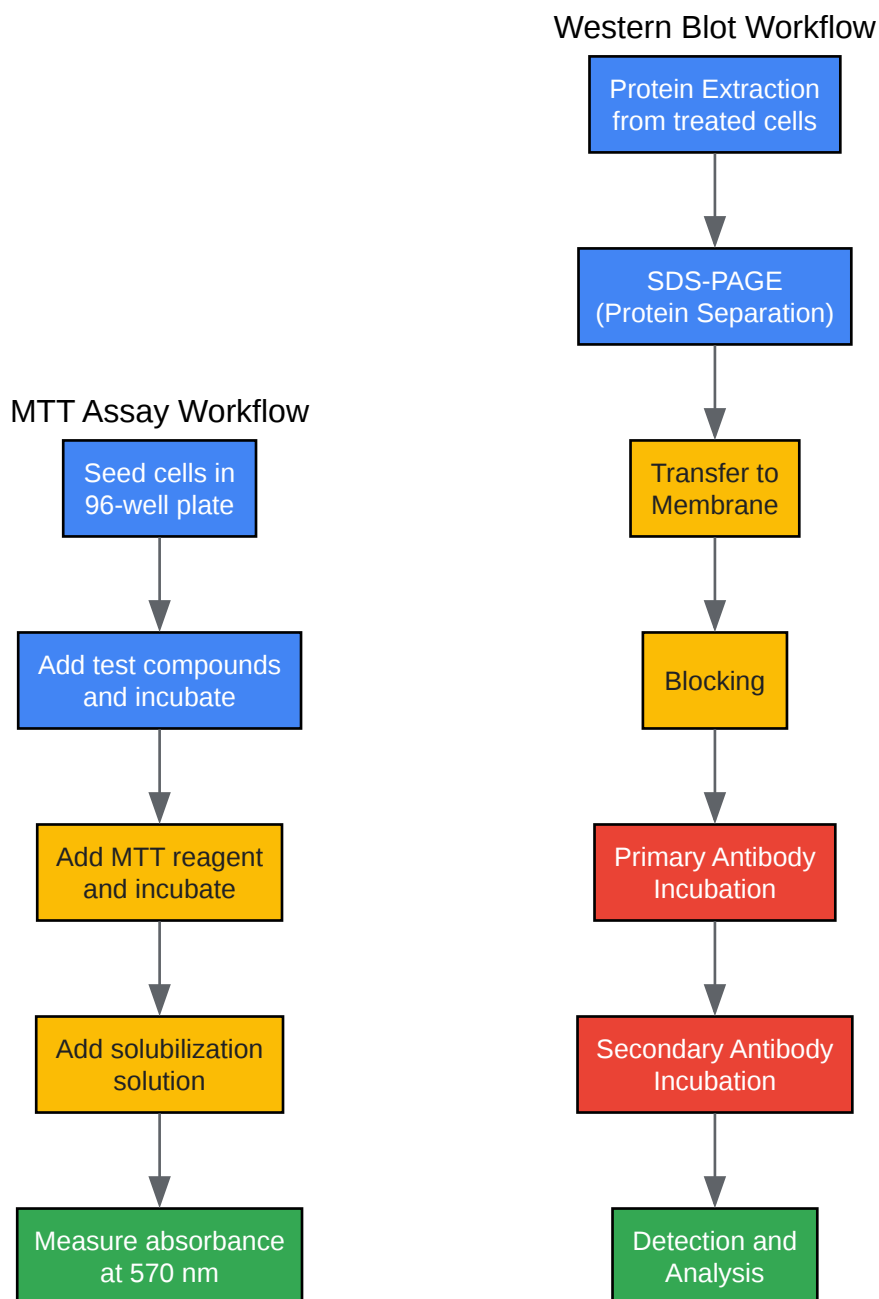 MTT Assay Workflow
Seed cells in
96-well plate
Add test compounds
and incubate
Add MTT reagent
and incubate
Add solubilization
solution
Measure absorbance
at 570 nm
Western Blot Workflow
Protein Extraction
from treated cells
SDS-PAGE
(Protein Separation)
Transfer to
Membrane
Blocking
Primary Antibody
Incubation
Secondary Antibody
Incubation
Detection and
Analysis